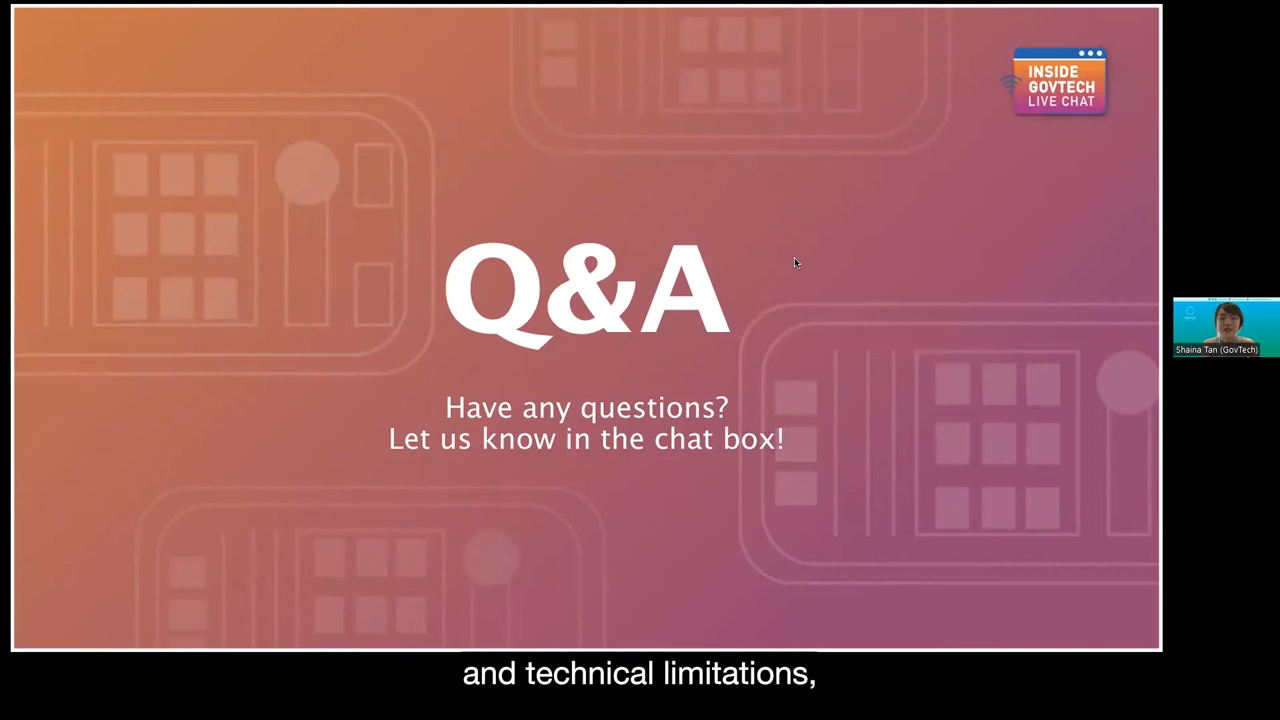 INSIDE
GOVTECH
LIVE CHAT
Q&A
Have any questions?
Let us know in the chat box!
Shaina Tan (GovTech)
and technical limitations,